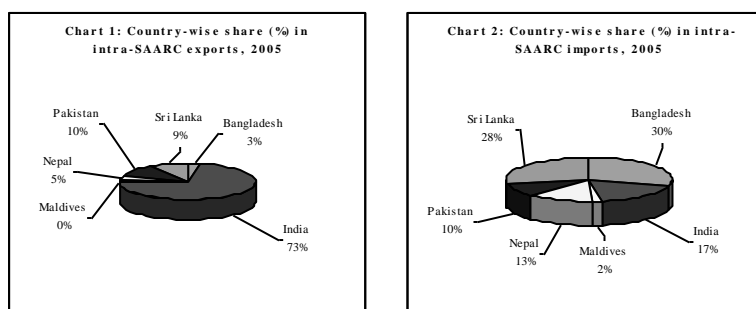 Chart 1: Country-wise share (%) in
intra-SAARC exports, 2005
Pakistan
10%
Sri Lanka
9%
Bangladesh
3%
Nepal
5%
Maldives
0%
India
73%
Chart 2: Country-wise share (%) in intra-
SAARC imports, 2005
Sri Lanka
28%
Bangladesh
30%
Pakistan
10%
Nepal
13%
Maldives
2%
India
17%